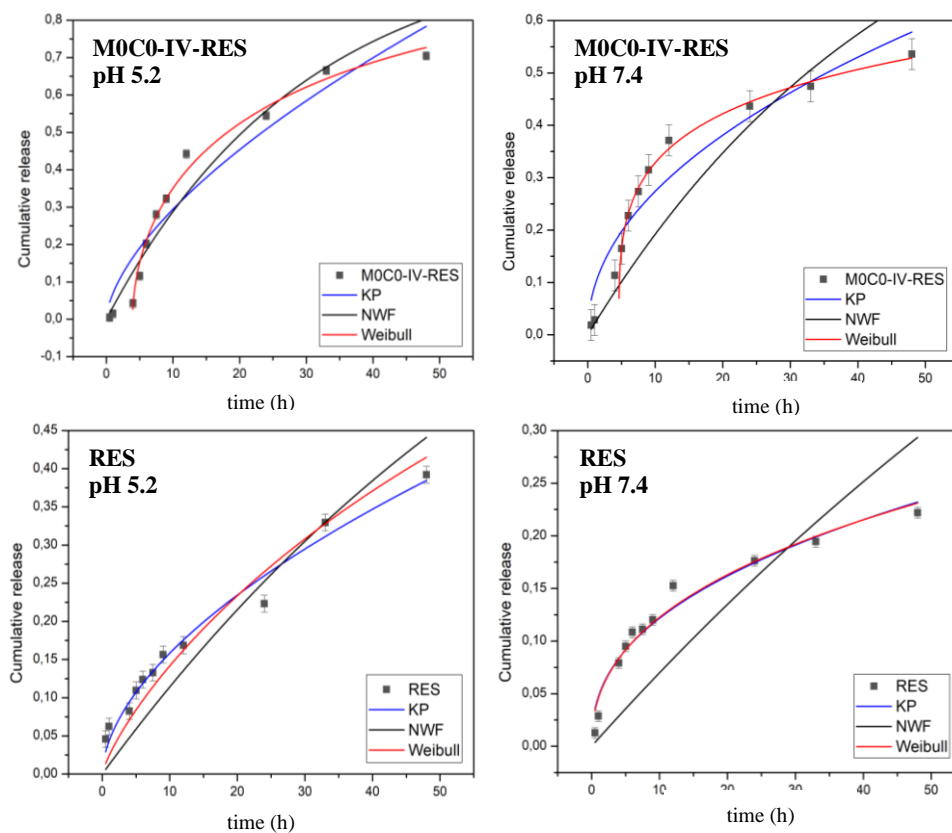 M0C0-IV-RES
pH 5.2
Cumulative release
0,8
0,7
0,6
0,5
0,4
0,3
0,2
0,1
0,0
-0,1
0 10 20 30 40 50
time (h)
M0C0-IV-RES
KP
NWF
Weibull
M0C0-IV-RES
pH 7.4
Cumulative release
0,6
0,5
0,4
0,3
0,2
0,1
0,0
0 10 20 30 40 50
time (h)
M0C0-IV-RES
KP
NWF
Weibull
RES
pH 5.2
Cumulative release
0,45
0,40
0,35
0,30
0,25
0,20
0,15
0,10
0,05
0,00
0 10 20 30 40 50
time (h)
RES
KP
NWF
Weibull
RES
pH 7.4
Cumulative release
0,30
0,25
0,20
0,15
0,10
0,05
0,00
0 10 20 30 40 50
time (h)
RES
KP
NWF
Weibull